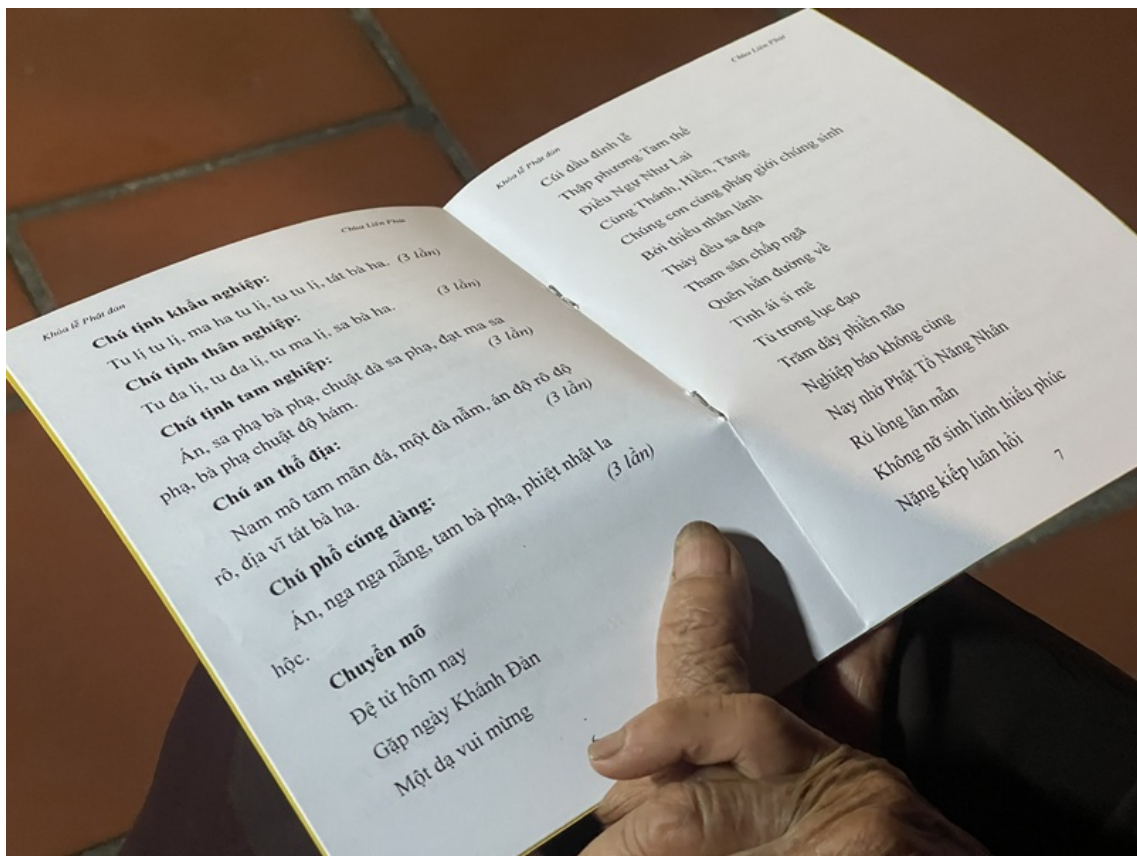 Khóa lễ Phật đản
Chùa Liên Phát
Chú tịnh khẩu nghiệp:
Tu lị tu lị, ma ha tu lị, tu tu lị, tát bà ha. (3 lần)
Chú tịnh thân nghiệp:
(3 lần)
Tu đa lị, tu đa lị, tu ma lị, sa bà ha.
Chú tịnh tam nghiệp:
Án, sa phạ bà phạ, chuật đà sa phạ, đạt ma sa
phạ, bà phạ chuật độ hám.
(3 lần)
Chú an thổ địa:
Nam mô tam mãn đá, một đà nẫm, án độ rô độ
rô, địa vĩ tát bà ha.
(3 lần)
Chú phổ cúng dàng:
Án, nga nga nẵng, tam bà phạ, phiệt nhật la
hộc.
(3 lần)
Chuyển mõ
Đệ tử hôm nay
Gặp ngày Khánh Đản
Một dạ vui mừng
Khóa lễ Phật đản
Chùa Liên Phát
Cúi đầu đỉnh lễ
Thập phương Tam thế
Điều Ngự Như Lai
Cùng Thánh, Hiền, Tăng
Chúng con cùng pháp giới chúng sinh
Bởi thiếu nhân lành
Thảy đều sa đọa
Tham sân chấp ngã
Quên hẳn đường về
Tình ái si mê
Tù trong lục đạo
Trăm dây phiền não
Nghiệp báo không cùng
Nay nhờ Phật Tổ Năng Nhân
Rủ lòng lân mẫn
Không nỡ sinh linh thiếu phúc
Nặng kiếp luân hồi
7